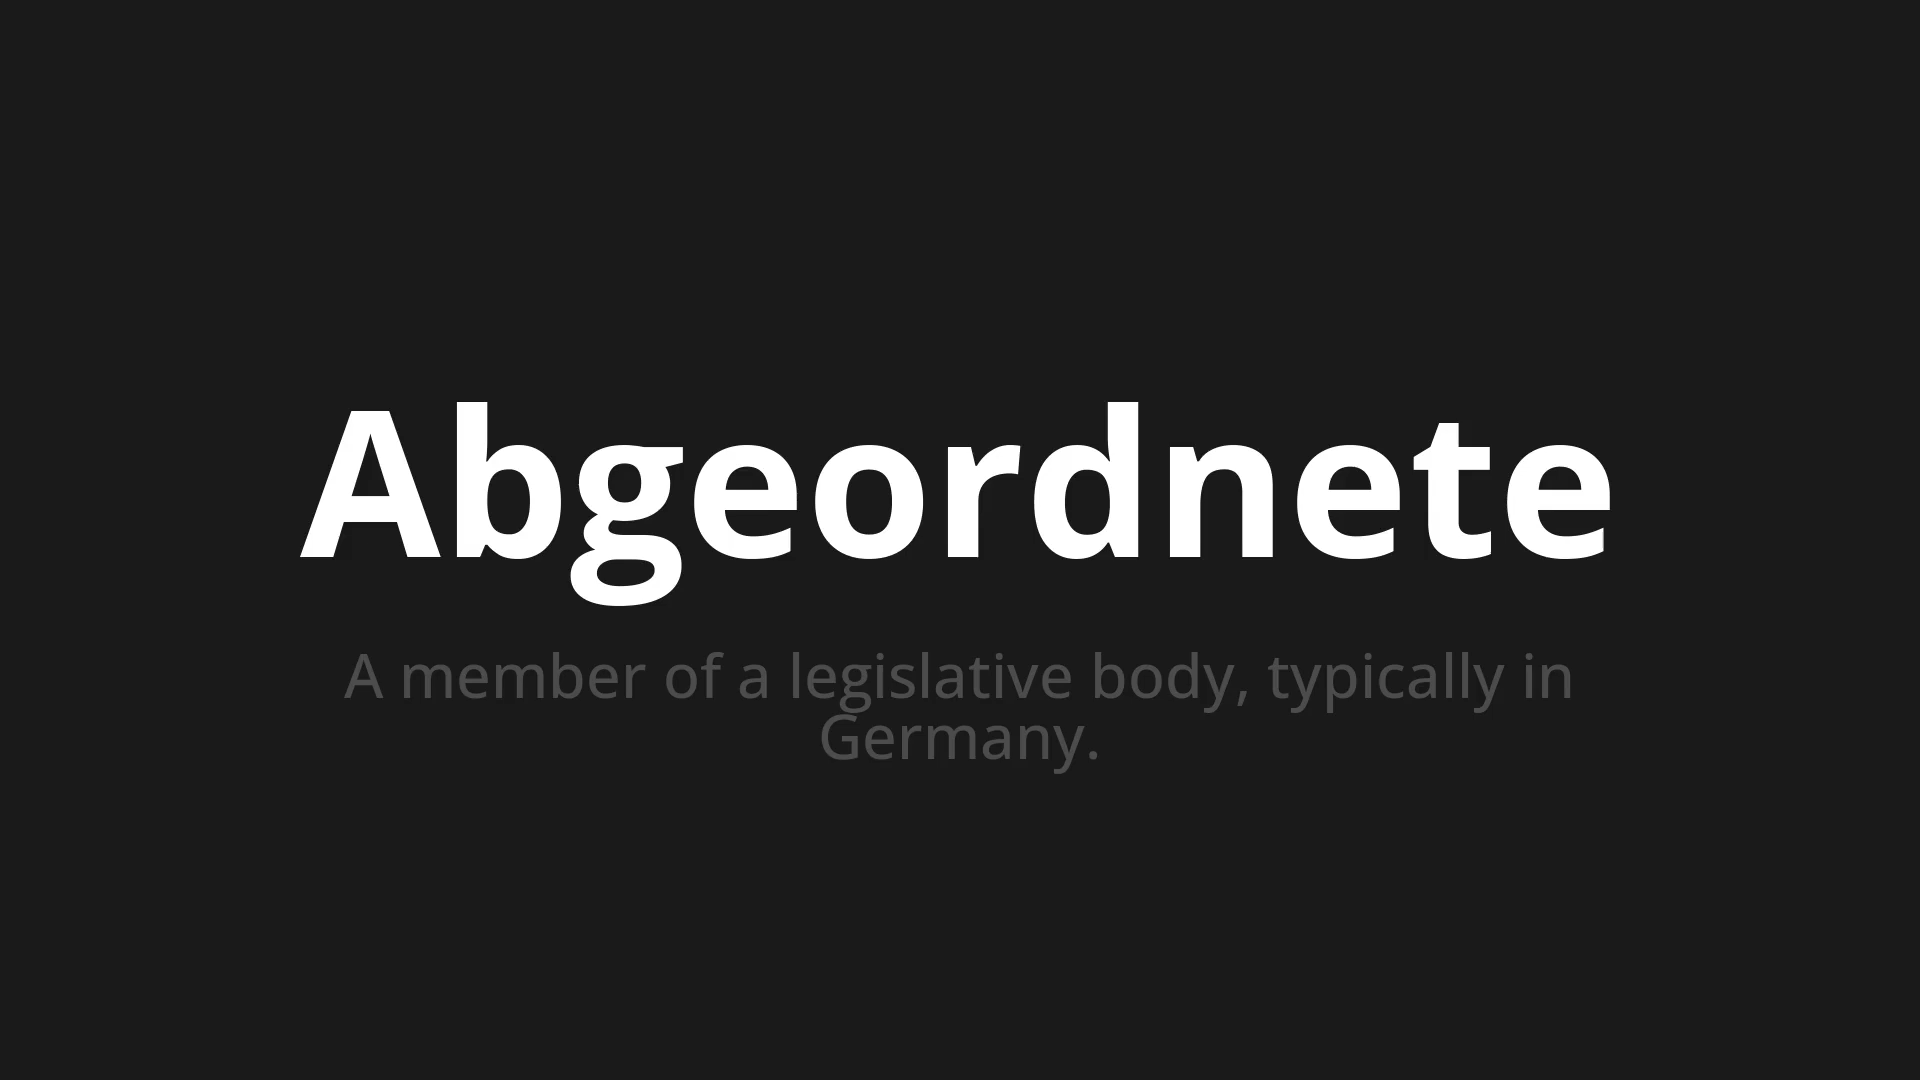 Abgeordnete
A member of a legislative body, typically in
Germany.